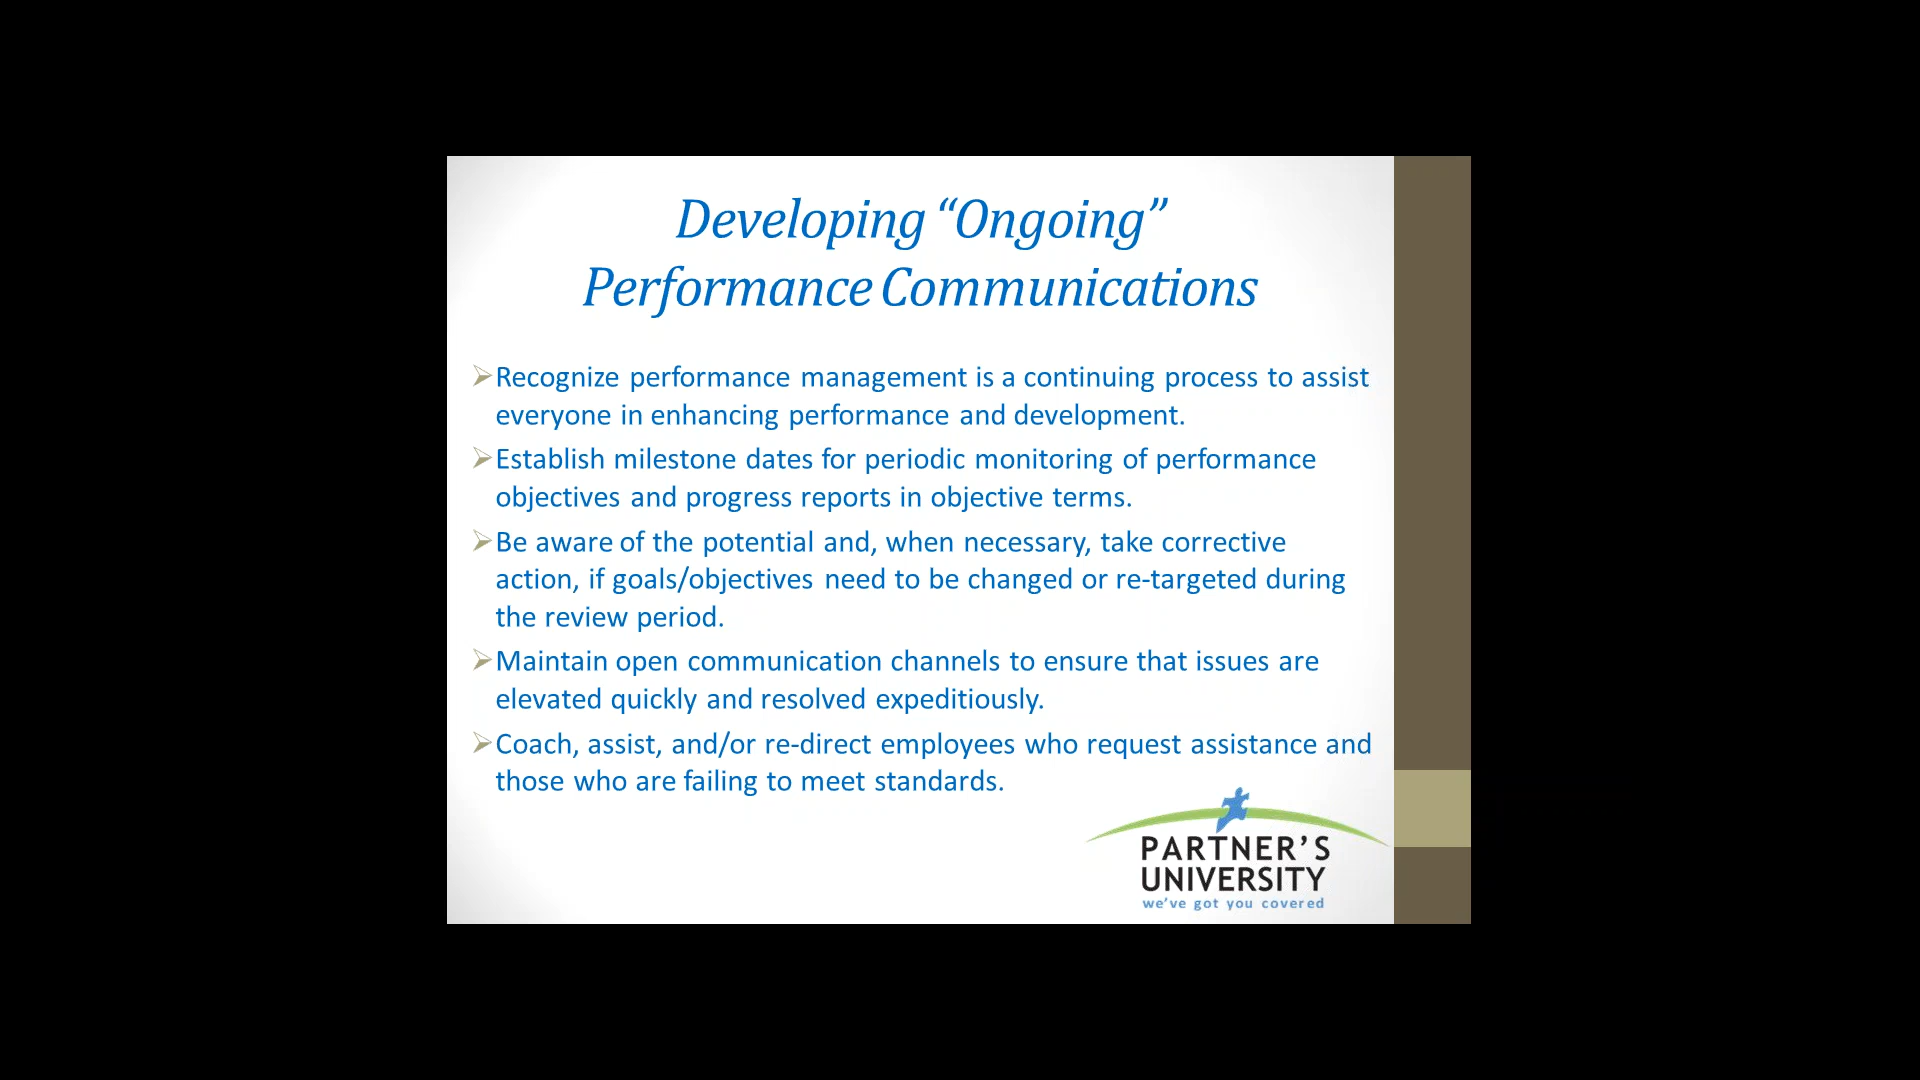 Developing “Ongoing”
Performance Communications
Recognize performance management is a continuing process to assist
everyone in enhancing performance and development.
Establish milestone dates for periodic monitoring of performance
objectives and progress reports in objective terms.
Be aware of the potential and, when necessary, take corrective
action, if goals/objectives need to be changed or re-targeted during
the review period.
Maintain open communication channels to ensure that issues are
elevated quickly and resolved expeditiously.
Coach, assist, and/or re-direct employees who request assistance and
those who are failing to meet standards.
PARTNER’S
UNIVERSITY
we’ve got you covered